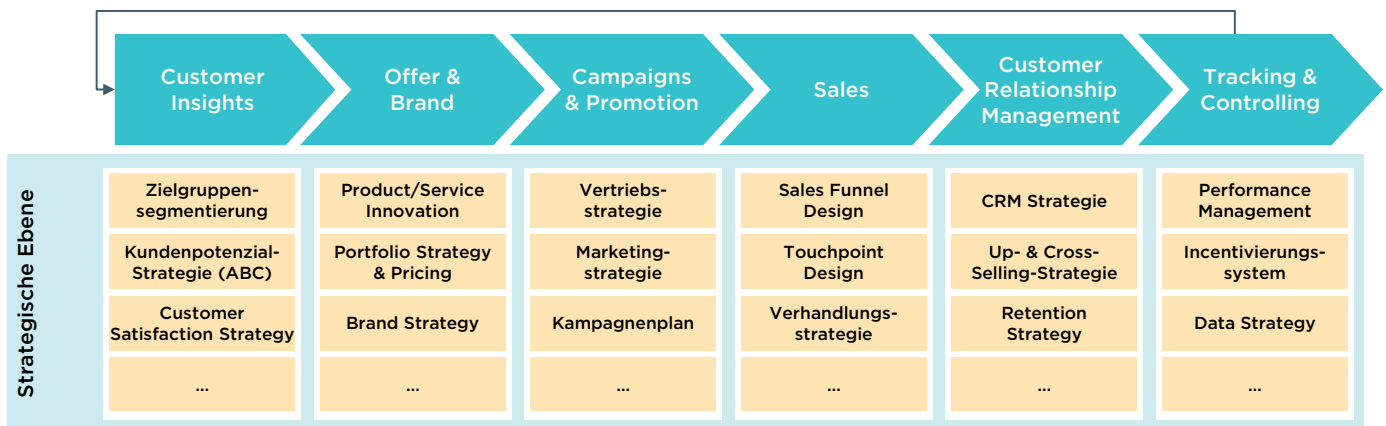 Customer
Insights
Offer &
Brand
Campaigns
& Promotion
Sales
Customer
Relationship
Management
Tracking &
Controlling
Strategische Ebene
Zielgruppen-
segmentierung
Product/Service
Innovation
Vertriebs-
strategie
Sales Funnel
Design
CRM Strategie
Performance
Management
Kundenpotenzial-
Strategie (ABC)
Portfolio Strategy
& Pricing
Marketing-
strategie
Touchpoint
Design
Up- & Cross-
Selling-Strategie
Incentivierungs-
system
Customer
Satisfaction Strategy
Brand Strategy
Kampagnenplan
Verhandlungs-
strategie
Retention
Strategy
Data Strategy
...
...
...
...
...
...